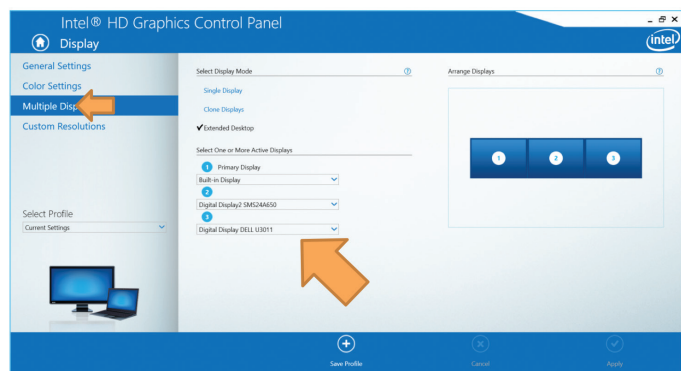 Intel® HD Graphics Control Panel
Display
intel
General Settings
Color Settings
Multiple Disp
Custom Resolutions
Select Profile
Current Settings
Select Display Mode
?
Single Display
Clone Displays
✔Extended Desktop
Select One or More Active Displays
1 Primary Display
Built-in Display
2
Digital Display2 SMS24A650
3
Digital Display DELL U3011
Arrange Displays
?
1 2 3
Save Profile
Cancel
Apply